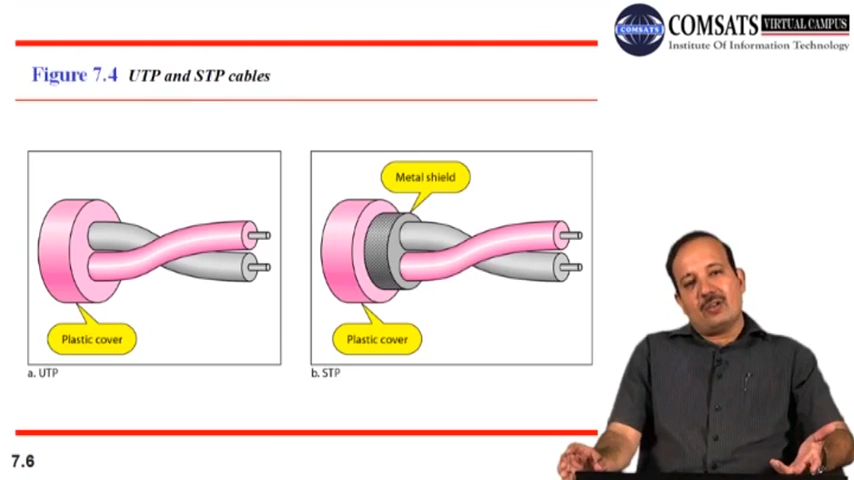 COMSATS
COMSATS VIRTUAL CAMPUS
Institute Of Information Technology
Figure 7.4 UTP and STP cables
Metal shield
Plastic cover
Plastic cover
a. UTP
b. STP
7.6